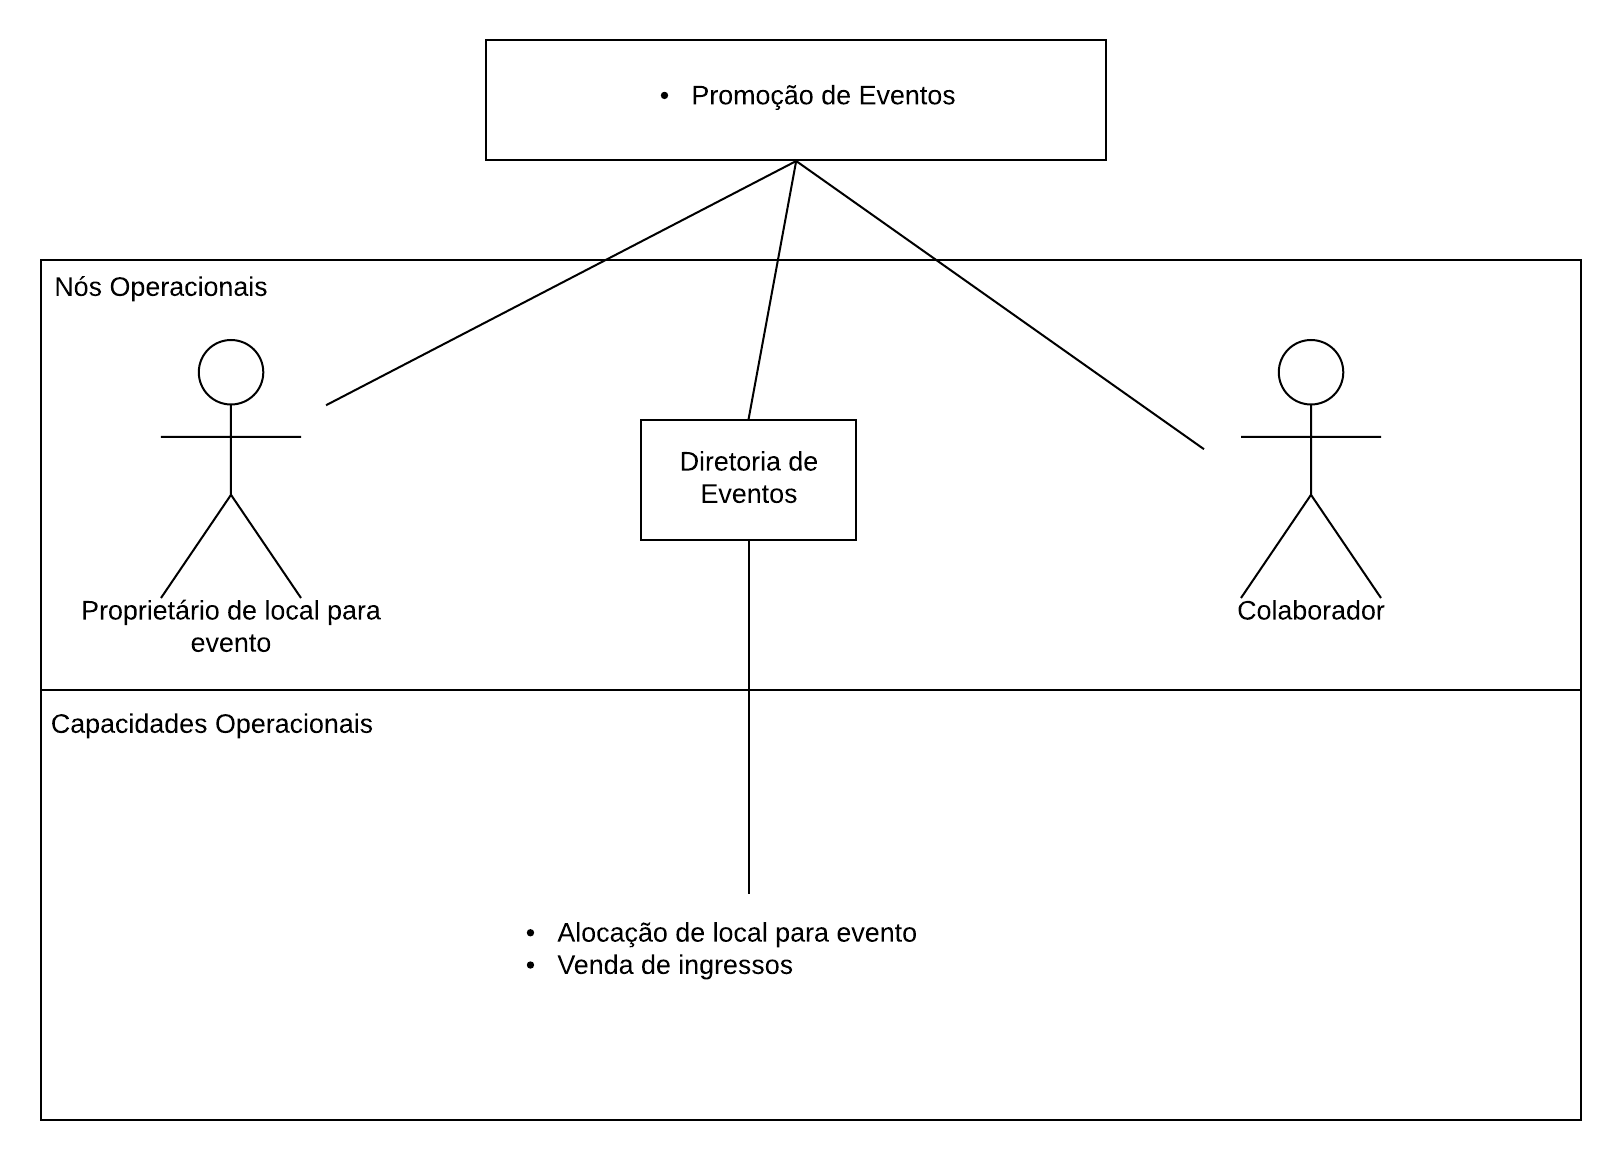 • Promoção de Eventos
Nós Operacionais
Diretoria de
Eventos
Proprietário de local para
evento
Colaborador
Capacidades Operacionais
• Alocação de local para evento
• Venda de ingressos